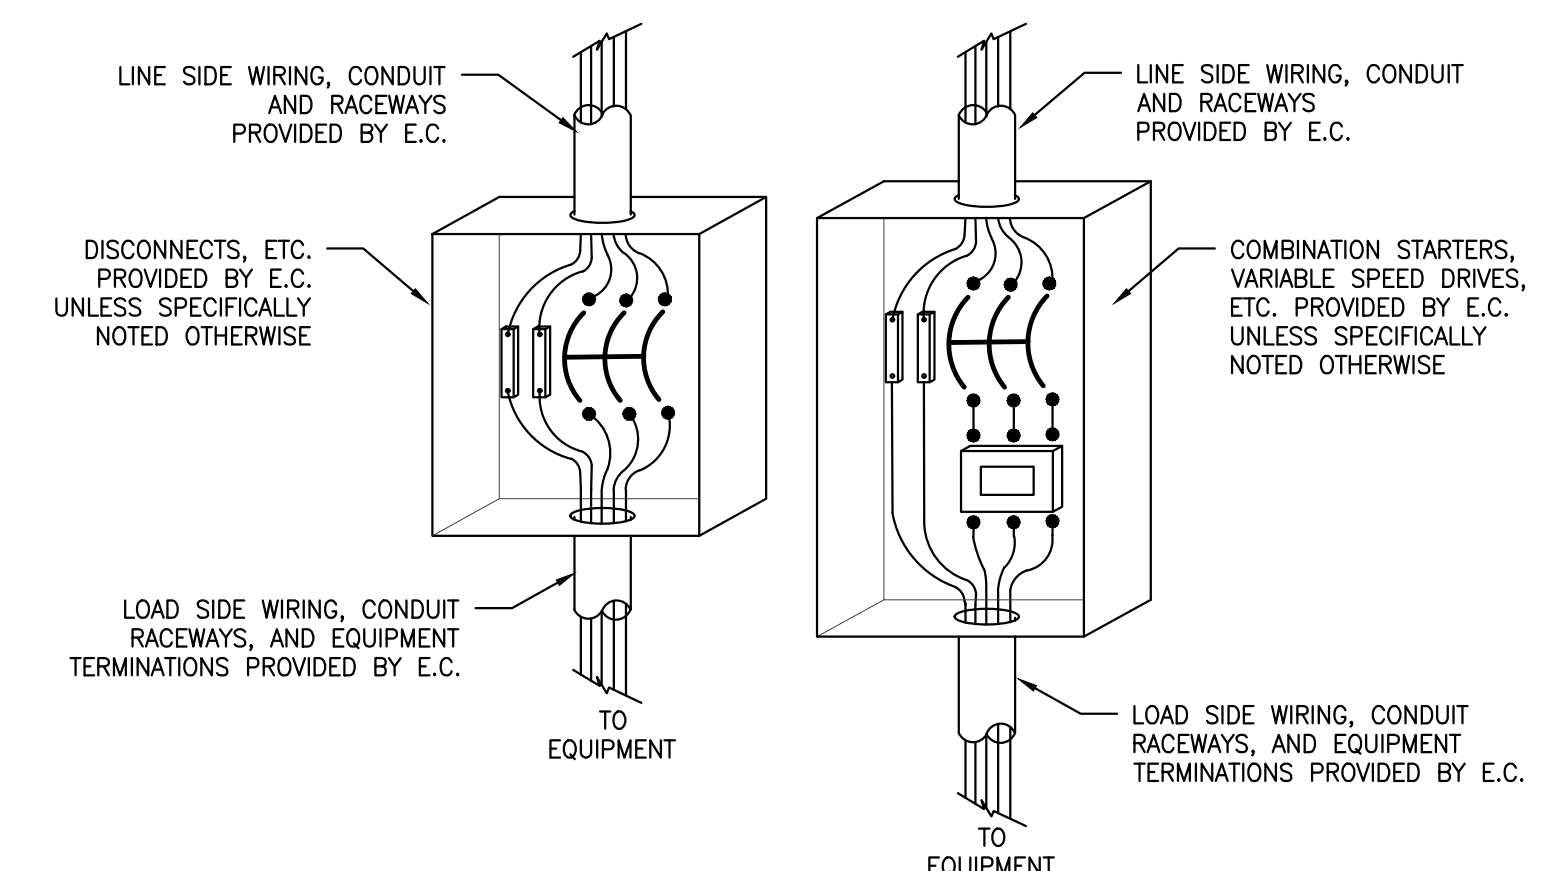 LINE SIDE WIRING, CONDUIT
AND RACEWAYS
PROVIDED BY E.C.
DISCONNECTS, ETC.
PROVIDED BY E.C.
UNLESS SPECIFICALLY
NOTED OTHERWISE
LOAD SIDE WIRING, CONDUIT
RACEWAYS, AND EQUIPMENT
TERMINATIONS PROVIDED BY E.C.
TO
EQUIPMENT
LINE SIDE WIRING, CONDUIT
AND RACEWAYS
PROVIDED BY E.C.
COMBINATION STARTERS,
VARIABLE SPEED DRIVES,
ETC. PROVIDED BY E.C.
UNLESS SPECIFICALLY
NOTED OTHERWISE
LOAD SIDE WIRING, CONDUIT
RACEWAYS, AND EQUIPMENT
TERMINATIONS PROVIDED BY E.C.
TO
EQUIPMENT